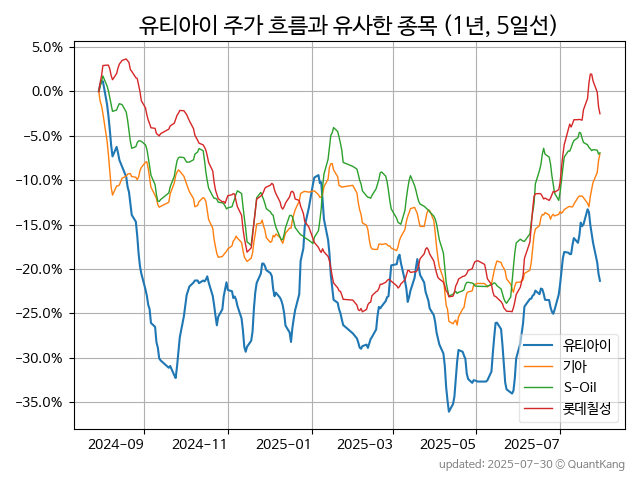 유티아이 주가 흐름과 유사한 종목 (1년, 5일선)
5.0%
0.0%
−5.0%
−10.0%
−15.0%
−20.0%
−25.0%
−30.0%
−35.0%
유티아이
기아
S-Oil
롯데칠성
2024-09 2024-11 2025-01 2025-03 2025-05 2025-07
updated: 2025-07-30 © QuantKang